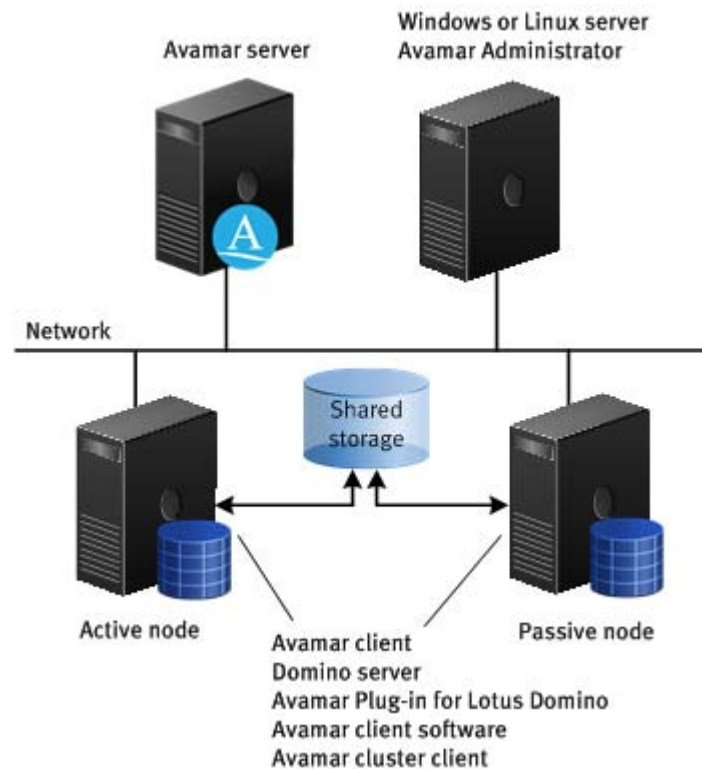 Avamar server
Windows or Linux server
Avamar Administrator
A
Network
Shared
storage
Active node
Passive node
Avamar client
Domino server
Avamar Plug-in for Lotus Domino
Avamar client software
Avamar cluster client